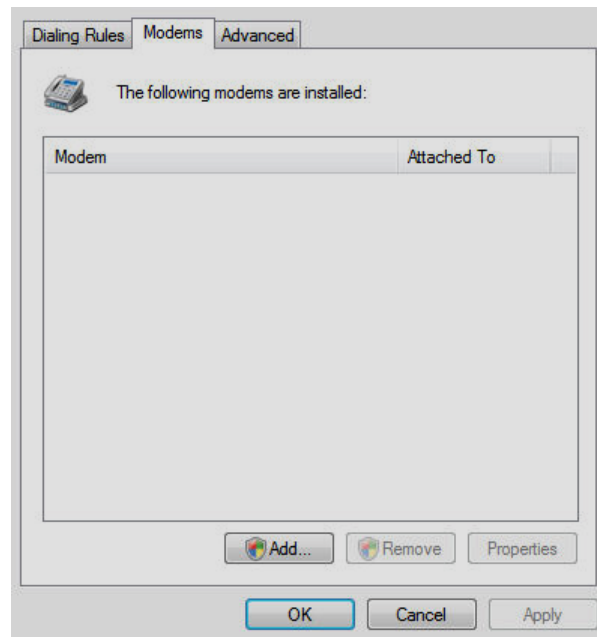 Dialing Rules Modems Advanced
The following modems are installed:
Modem Attached To
Add... Remove Properties
OK Cancel Apply